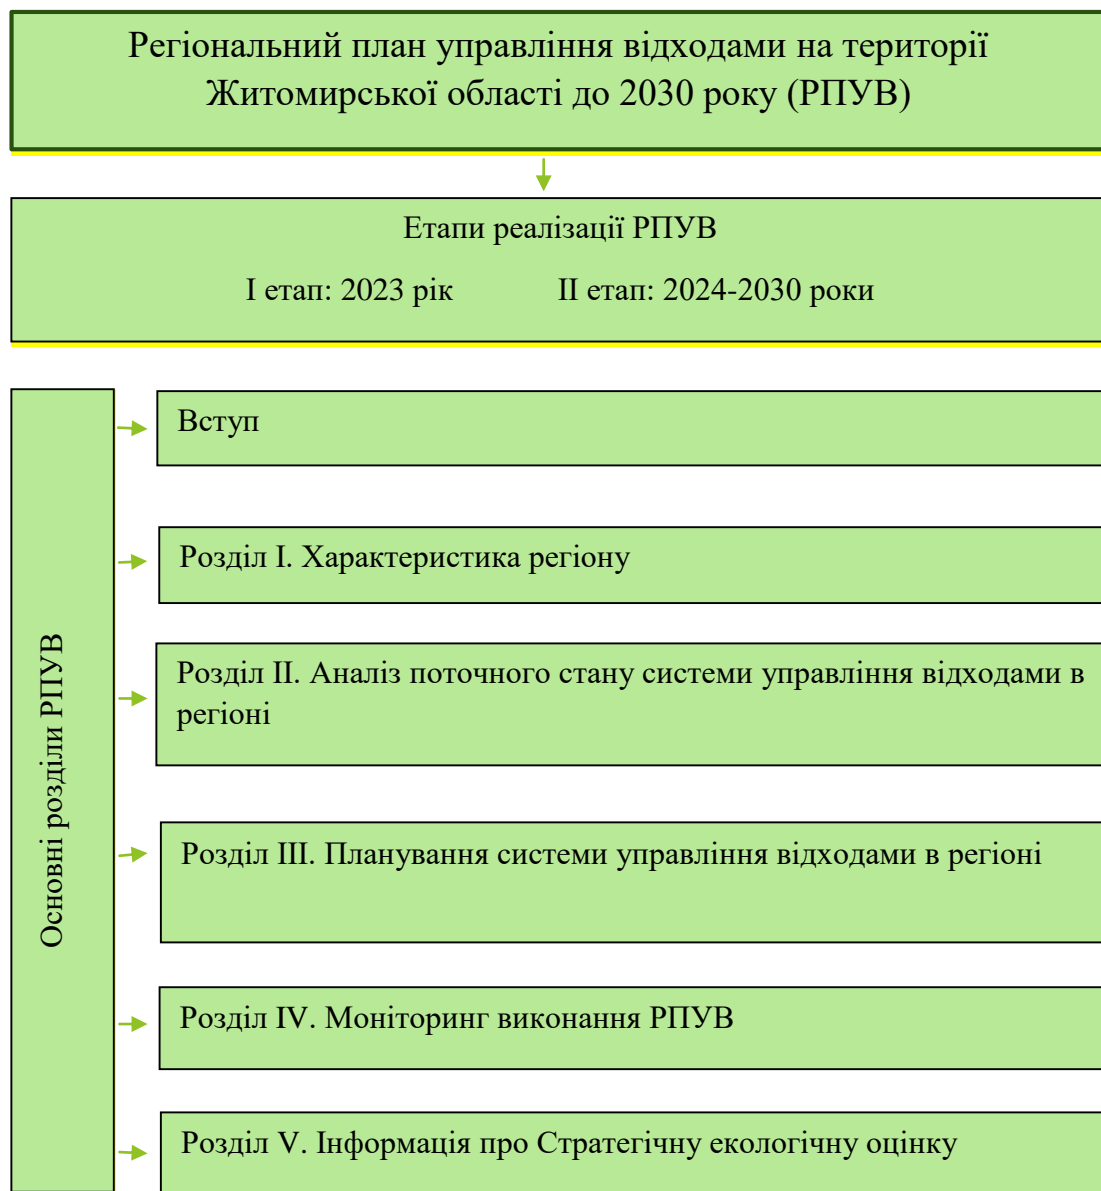 Регіональний план управління відходами на території
Житомирської області до 2030 року (РПУВ)
Етапи реалізації РПУВ
І етап: 2023 рік ІІ етап: 2024-2030 роки
Основні розділи РПУВ
Вступ
Розділ І. Характеристика регіону
Розділ ІІ. Аналіз поточного стану системи управління відходами в
регіоні
Розділ ІІІ. Планування системи управління відходами в регіоні
Розділ IV. Моніторинг виконання РПУВ
Розділ V. Інформація про Стратегічну екологічну оцінку